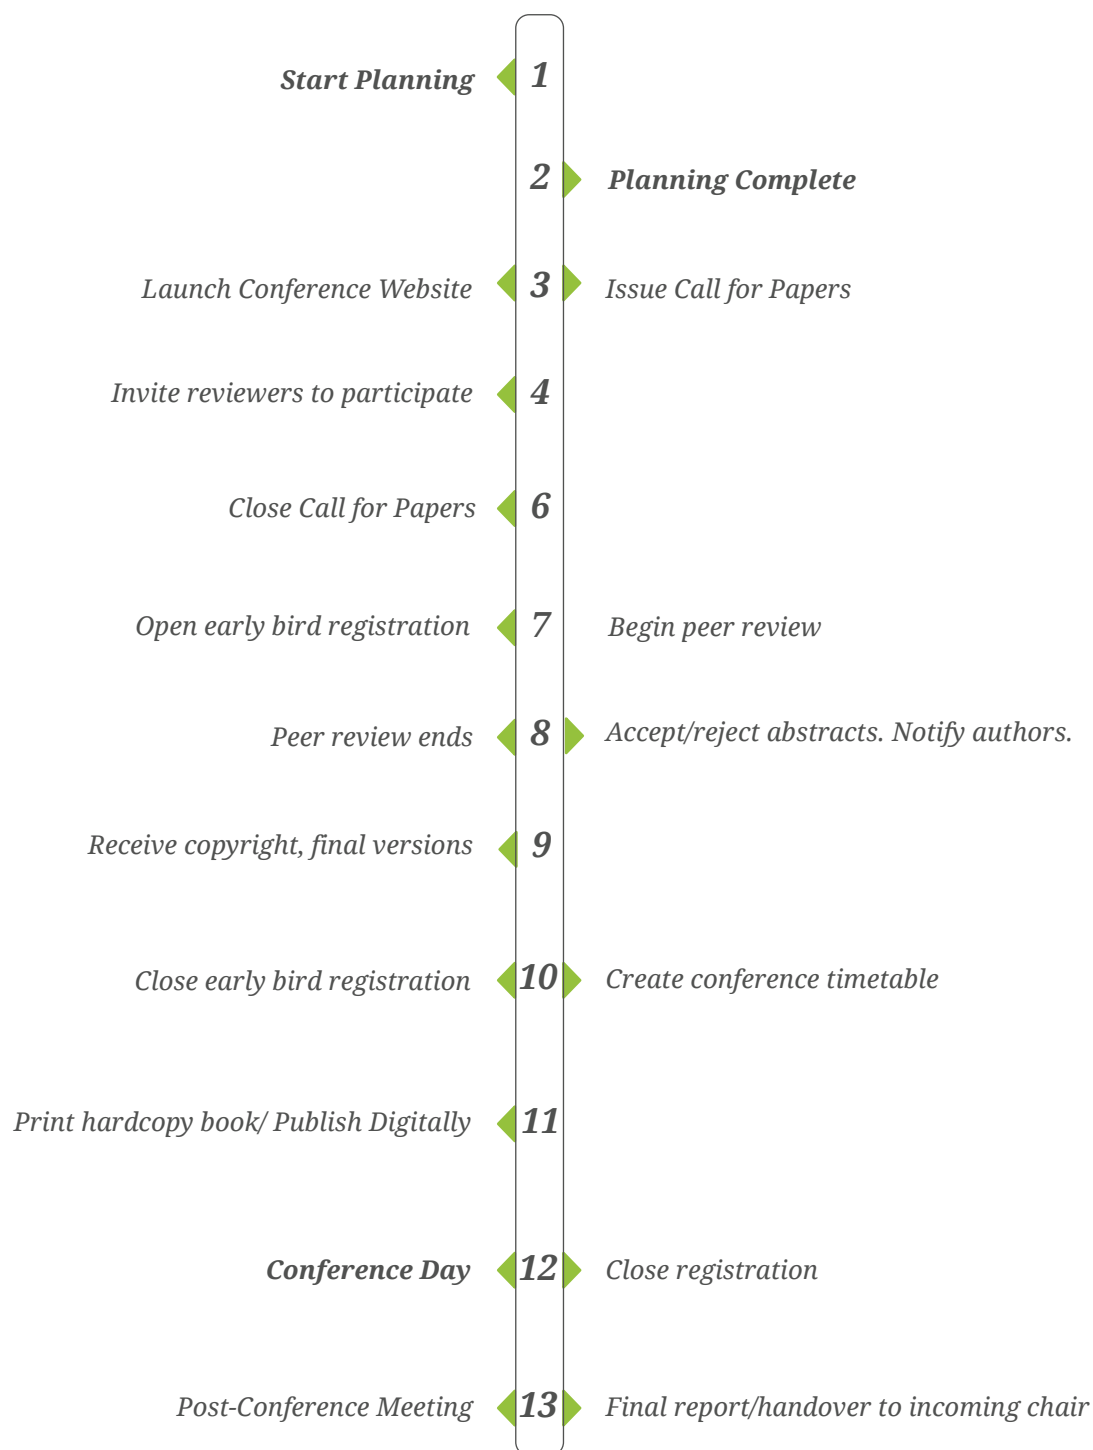 Start Planning 1
2 Planning Complete
Launch Conference Website 3 Issue Call for Papers
Invite reviewers to participate 4
Close Call for Papers 6
Open early bird registration 7 Begin peer review
Peer review ends 8 Accept/reject abstracts. Notify authors.
Receive copyright, final versions 9
Close early bird registration 10 Create conference timetable
Print hardcopy book/ Publish Digitally 11
Conference Day 12 Close registration
Post-Conference Meeting 13 Final report/handover to incoming chair